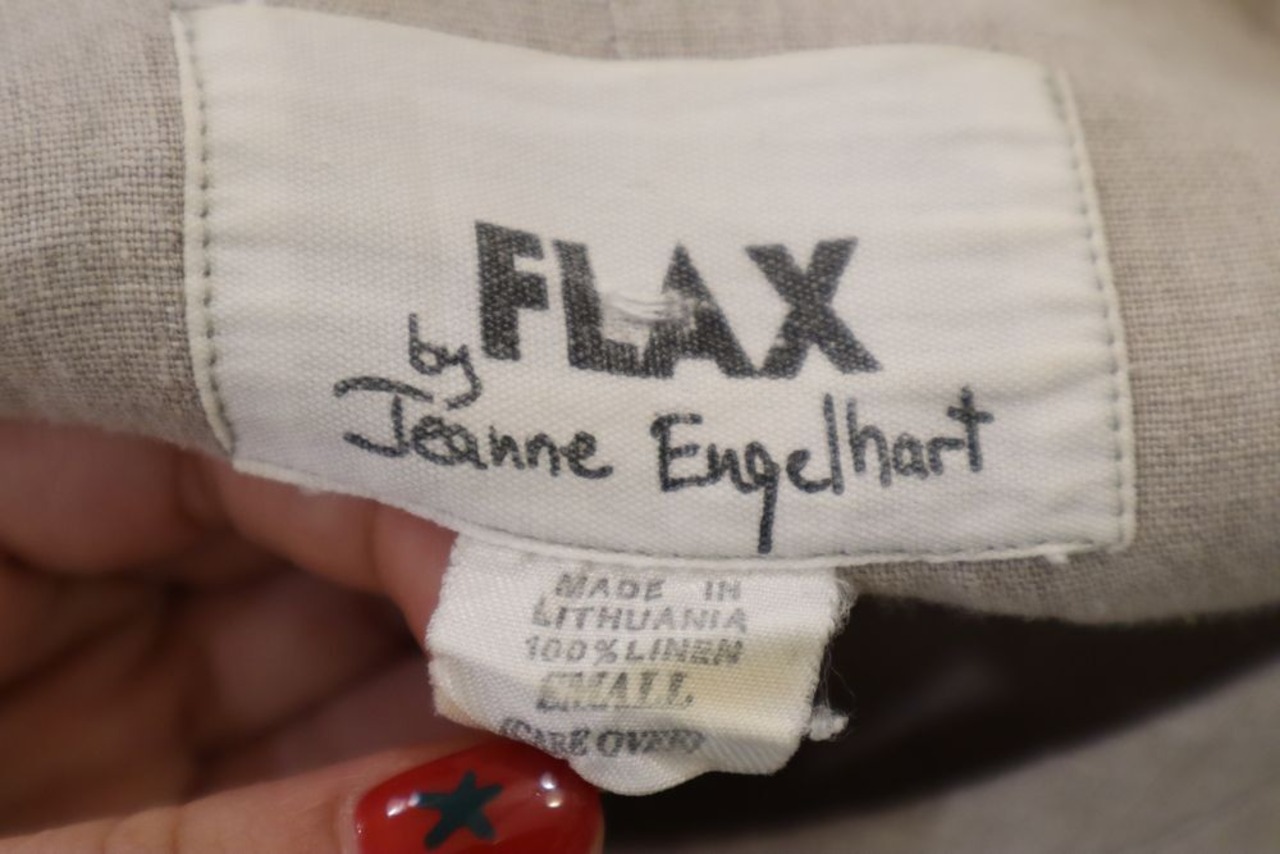 FLAX
by
Jeanne Engelhart
MADE IN
LITHUANIA
100% LINEN
SMALL
(CARE OVER)